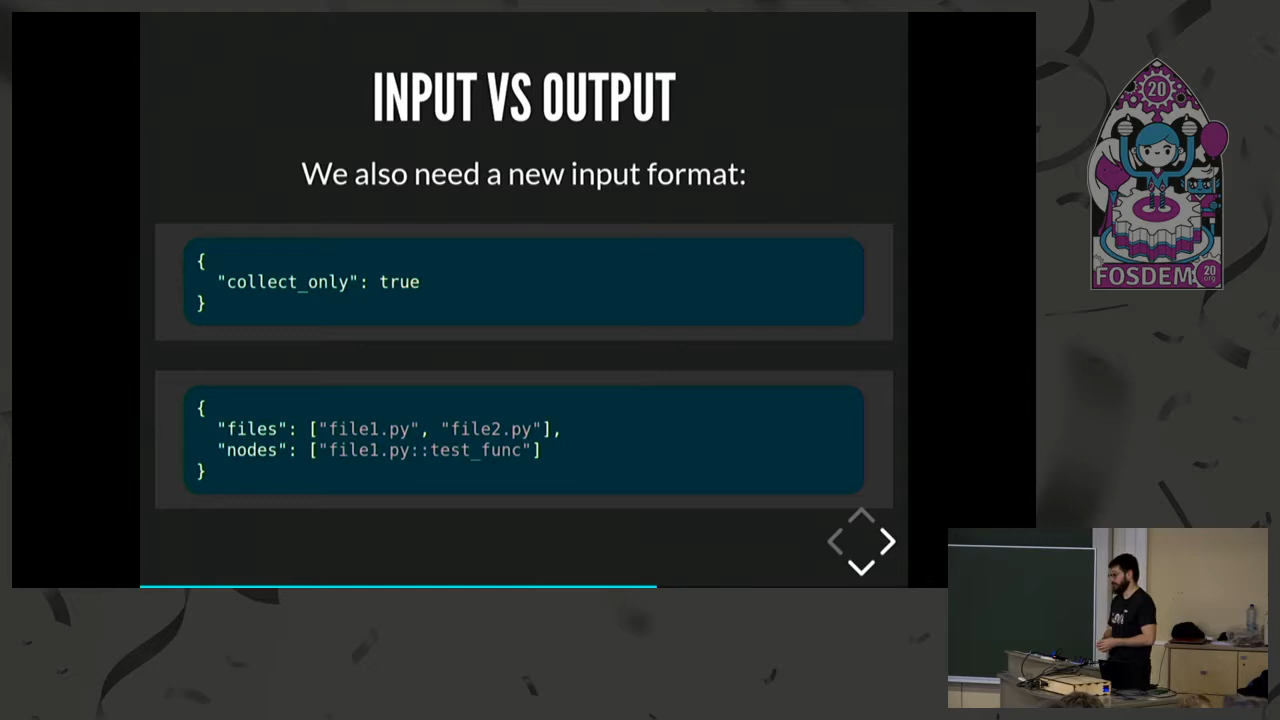 INPUT VS OUTPUT
We also need a new input format:
{
"collect_only": true
}
{
"files": ["file1.py", "file2.py"],
"nodes": ["file1.py::test_func"]
}
20
FOSDEM
20
org